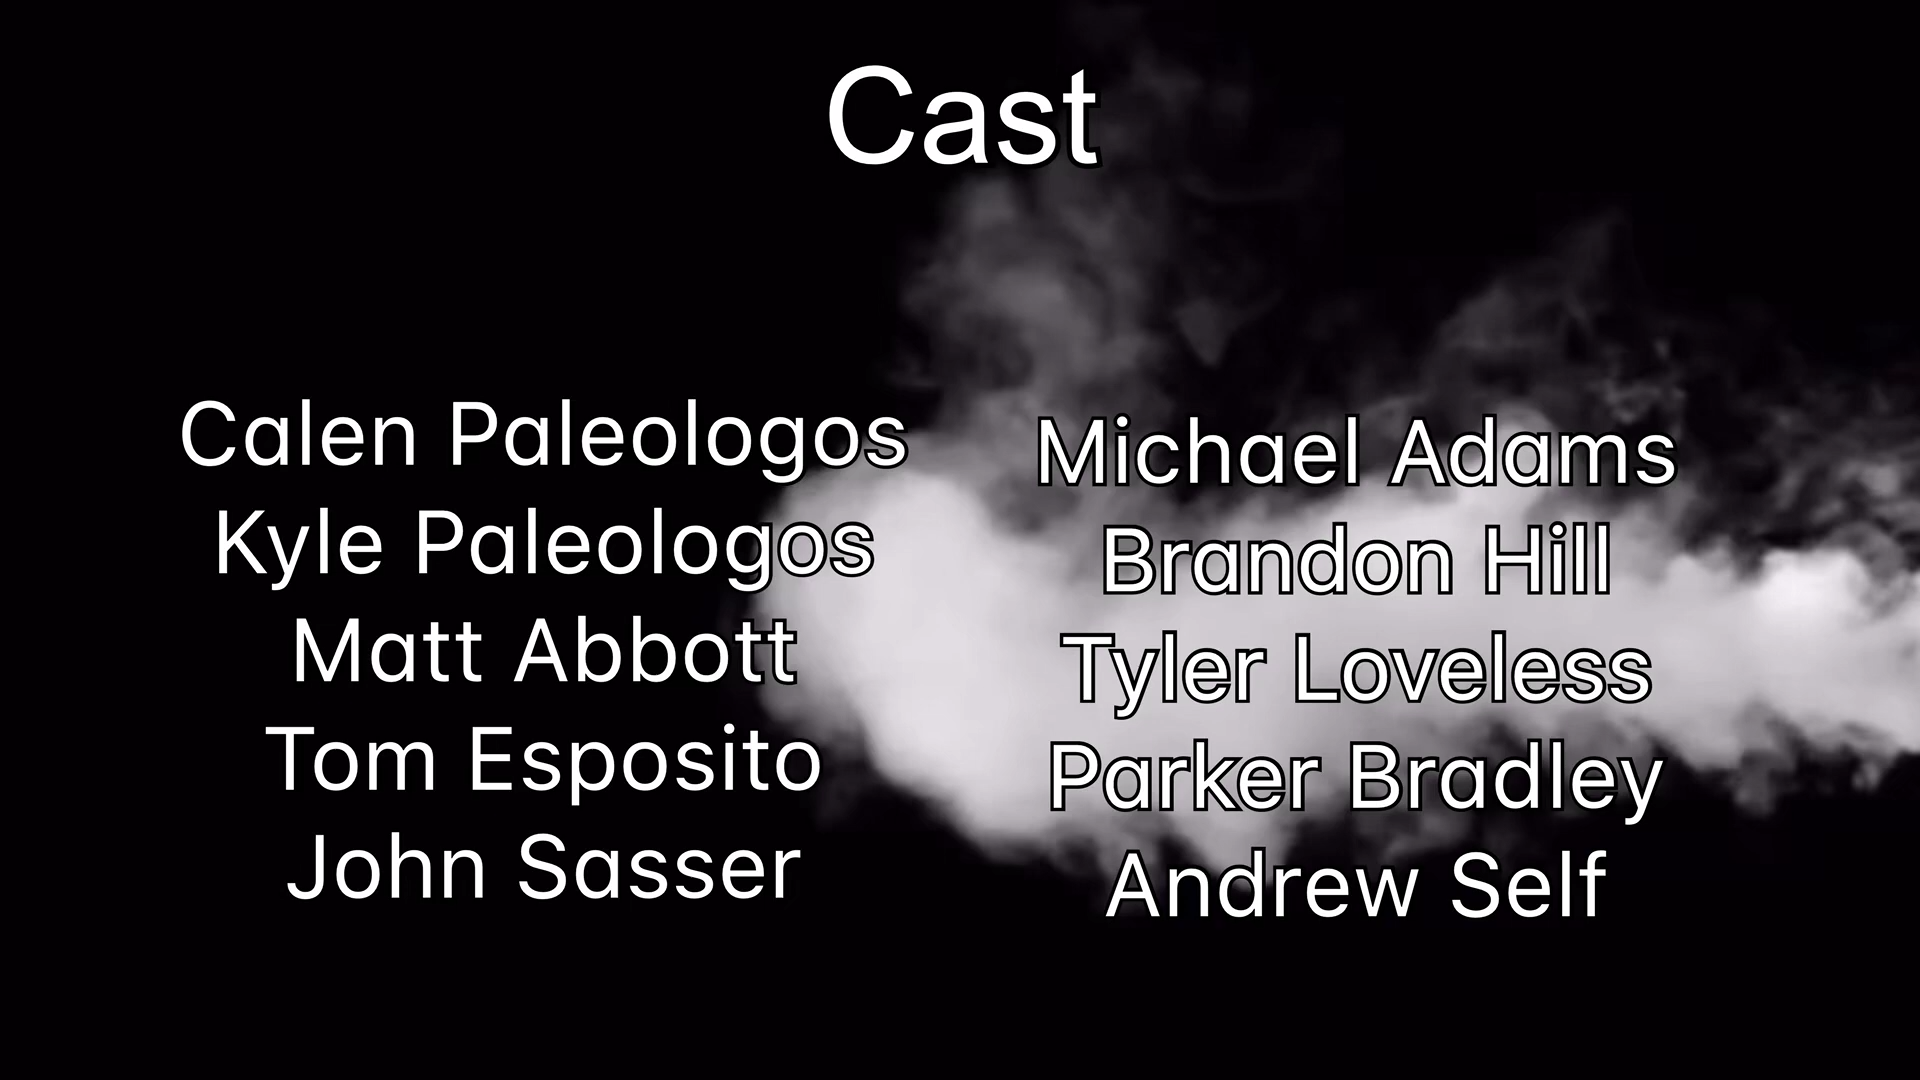 Cast
Calen Paleologos
Kyle Paleologos
Matt Abbott
Tom Esposito
John Sasser
Michael Adams
Brandon Hill
Tyler Loveless
Parker Bradley
Andrew Self